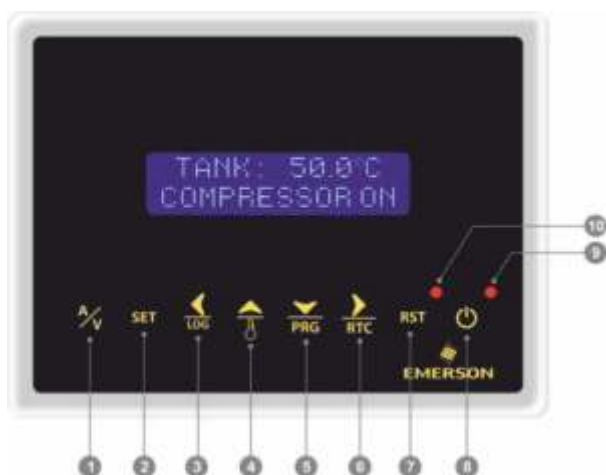 TANK: 50.0°C
COMPRESSOR ON
10
9
A/V SET LOG PRG RTC RST
EMERSON
1 2 3 4 5 6 7 8